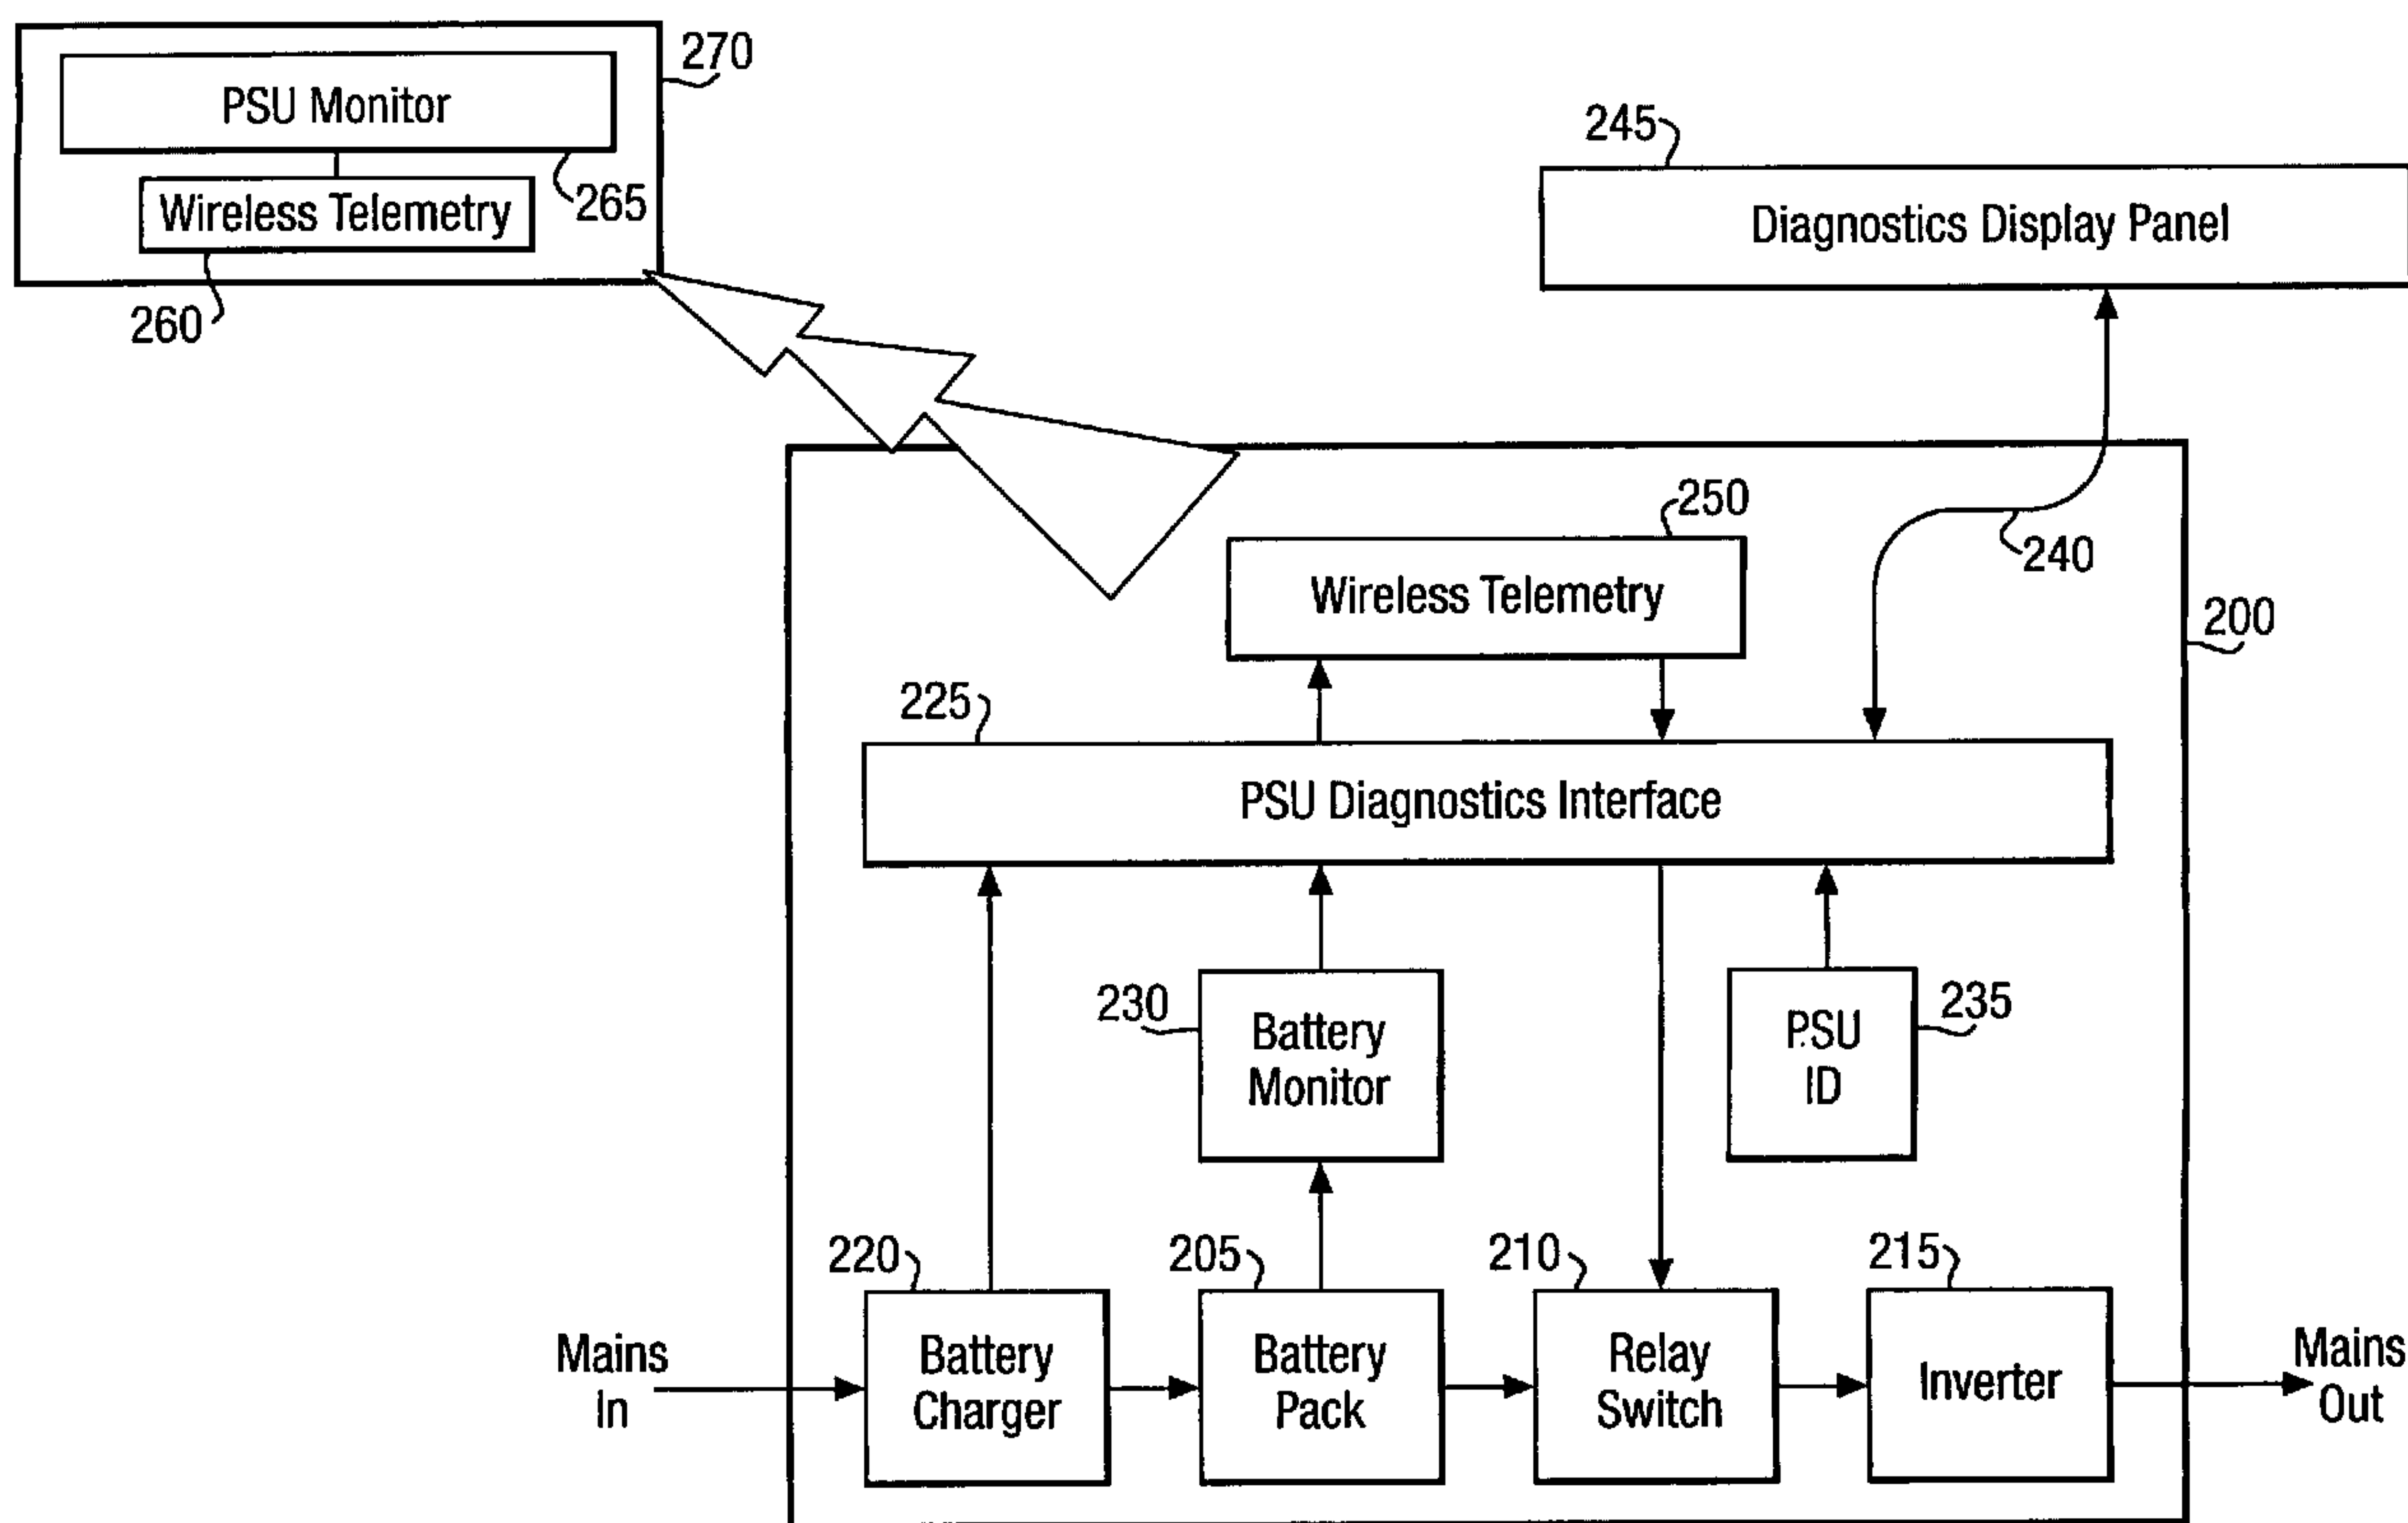 270
PSU Monitor
265
Wireless Telemetry
260
245
Diagnostics Display Panel
240
200
250
Wireless Telemetry
225
PSU Diagnostics Interface
230
Battery
Monitor
235
PSU
ID
Mains
In
220
Battery
Charger
205
Battery
Pack
210
Relay
Switch
215
Inverter
Mains
Out